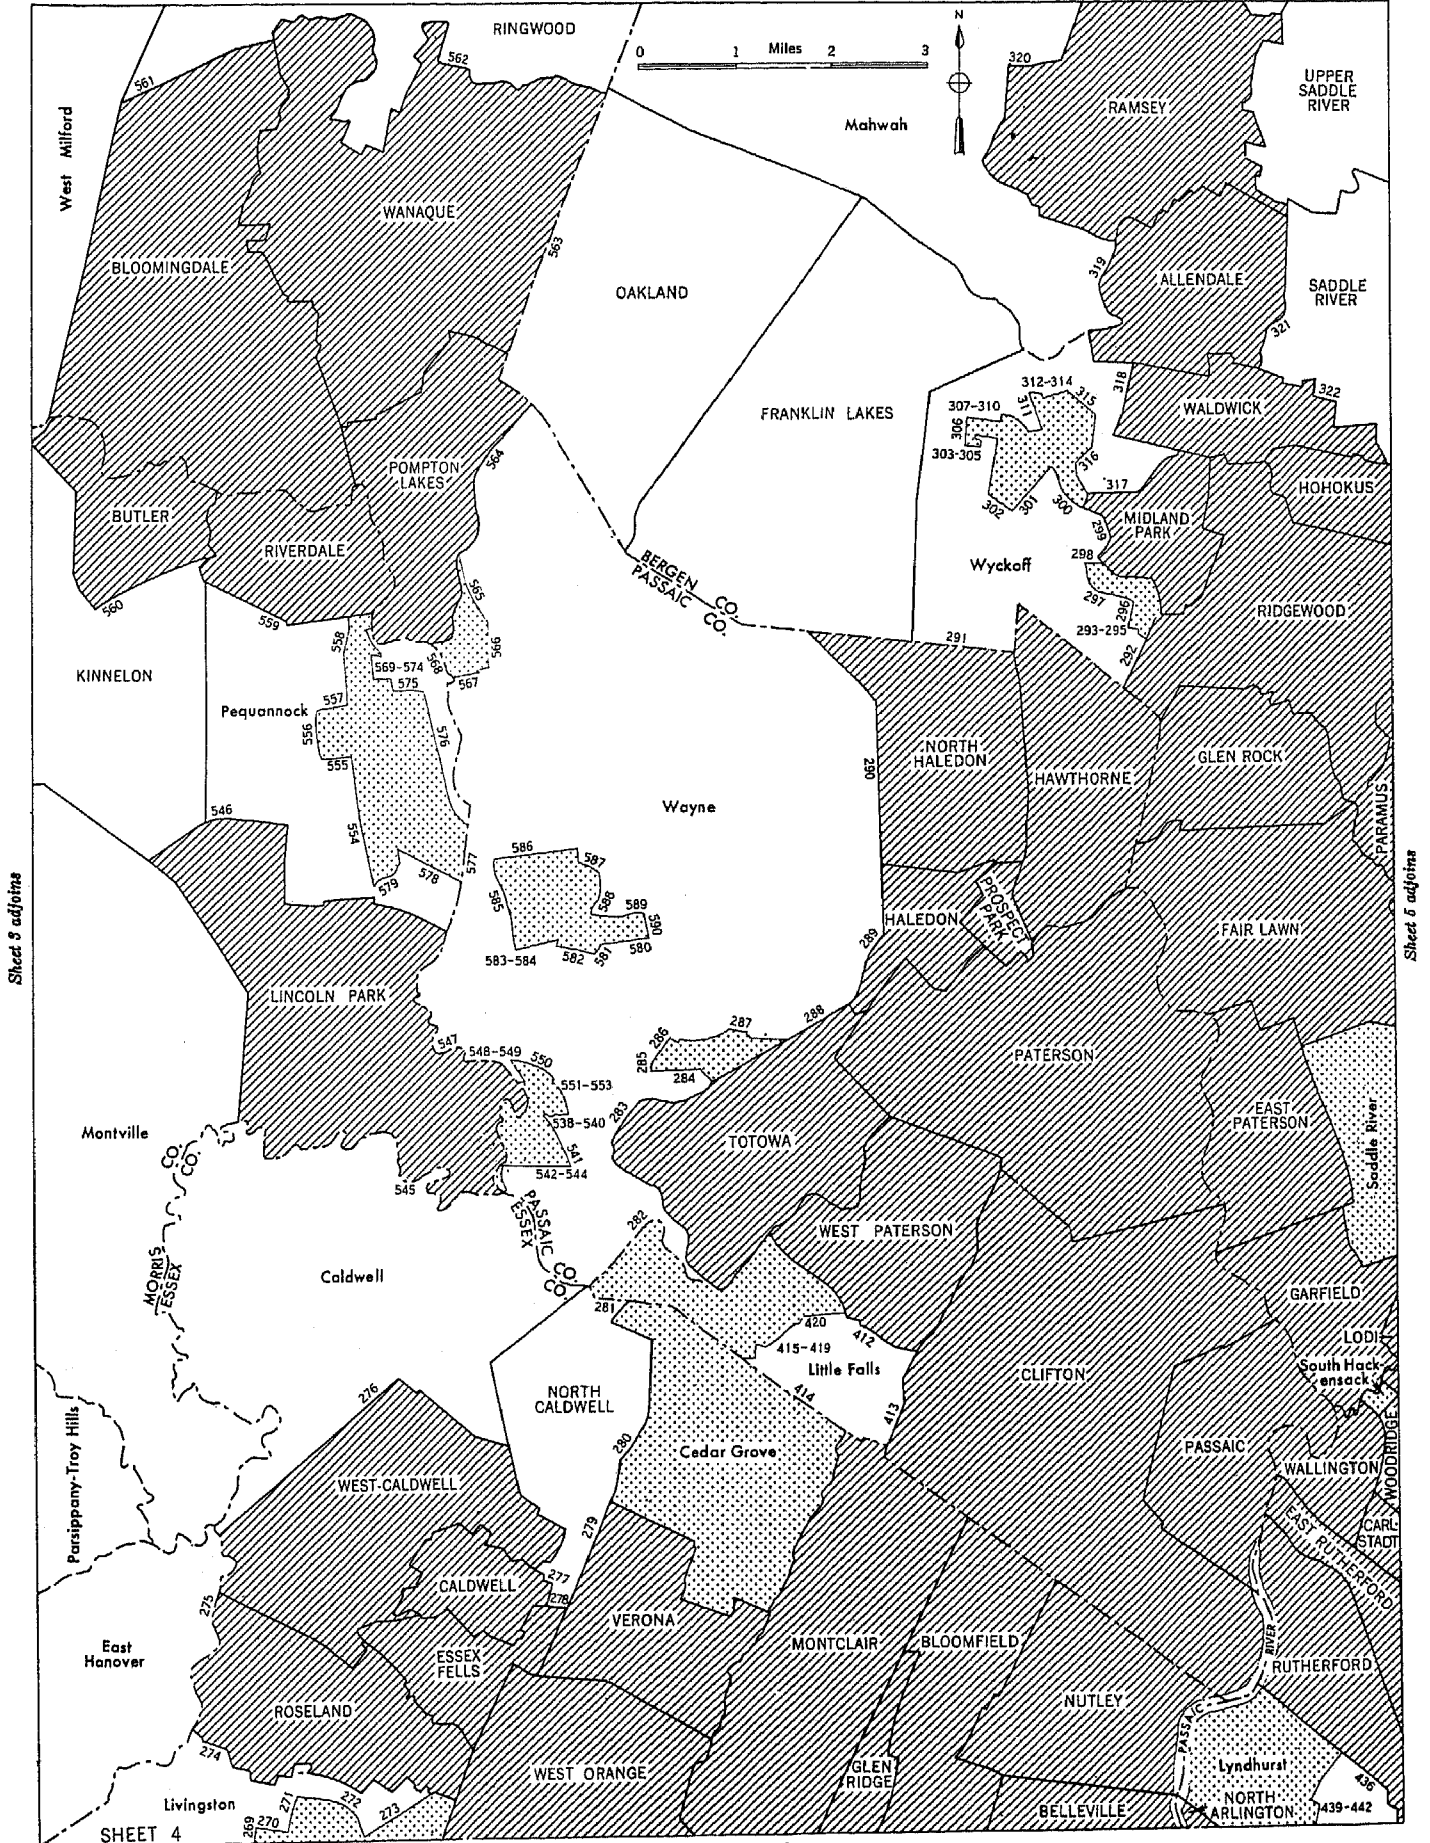 RINGWOOD
N
0 1 Miles 2 3
562
561
320
UPPER
SADDLE
RIVER
RAMSEY
Mahwah
West Milford
WANAQUE
563
BLOOMINGDALE
OAKLAND
319
ALLENDALE
SADDLE
RIVER
321
318
322
312-314
315
311
307-310
306
303-305
316
302
301
300
317
FRANKLIN LAKES
WALDWICK
564
POMPTON
LAKES
HOHOKUS
BUTLER
RIVERDALE
MIDLAND
PARK
299
298
297
296
293-295
292
Wyckoff
RIDGEWOOD
BERGEN CO.
PASSAIC CO.
560
559
558
565
566
567
568
569-574
575
291
KINNELON
Pequannock
557
556
555
576
290
NORTH
HALEDON
HAWTHORNE
GLEN ROCK
PARAMUS
Wayne
546
554
577
578
579
586
587
588
585
589
590
580
581
582
583-584
Sheet 3 adjoins
Sheet 5 adjoins
HALEDON
PROSPECT
PARK
289
FAIR LAWN
LINCOLN PARK
288
287
286
285
284
547
548-549
550
551-553
538-540
541
542-544
283
PATERSON
EAST
PATERSON
Saddle River
TOTOWA
Montville
CO.
CO.
545
PASSAIC CO.
ESSEX CO.
282
WEST PATERSON
MORRIS
ESSEX
Caldwell
281
GARFIELD
420
412
415-419
Little Falls
LODI
South Hack-
ensack
414
413
CLIFTON
276
NORTH
CALDWELL
280
Cedar Grove
PASSAIC
WALLINGTON
WOODRIDGE
Parsippany-Troy Hills
WEST CALDWELL
279
EAST RUTHERFORD
CARL-
STADT
277
278
CALDWELL
275
VERONA
East
Hanover
ESSEX
FELLS
MONTCLAIR
BLOOMFIELD
RIVER
RUTHERFORD
ROSELAND
NUTLEY
PASSAIC
274
WEST ORANGE
GLEN
RIDGE
Lyndhurst
436
Livingston
271
272
273
269
270
BELLEVILLE
NORTH
ARLINGTON
439-442
SHEET 4